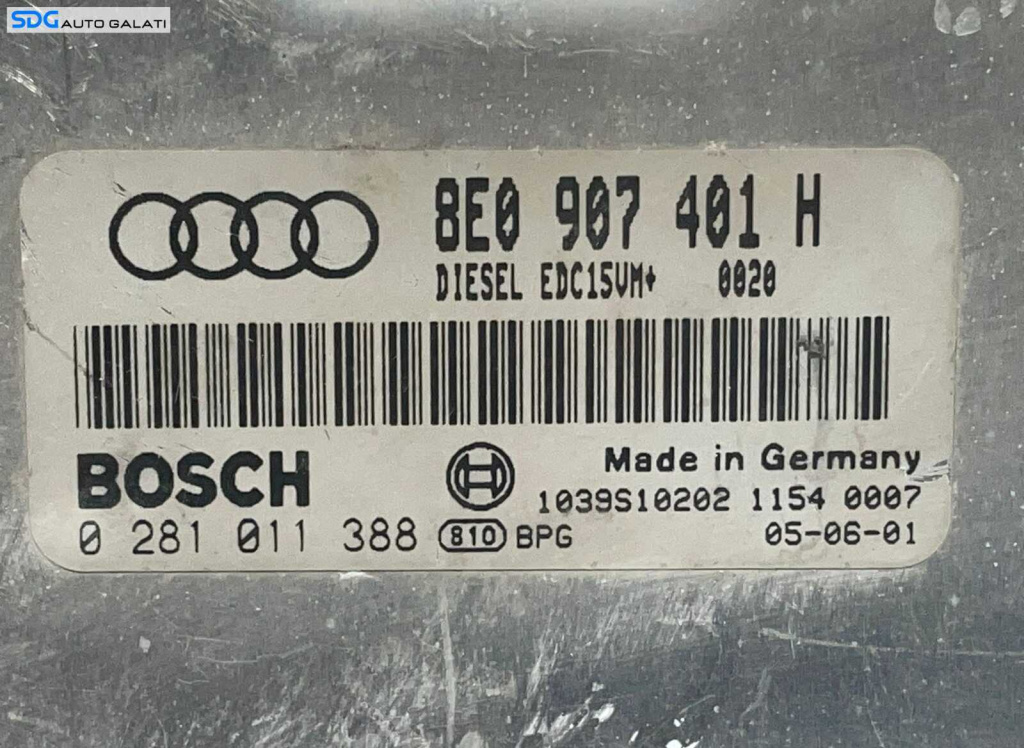 SDG AUTO GALATI
8E0 907 401 H
DIESEL EDC15VM+ 0020
BOSCH
Made in Germany
1039S10202 1154 0007
0 281 011 388 810 BPG 05-06-01